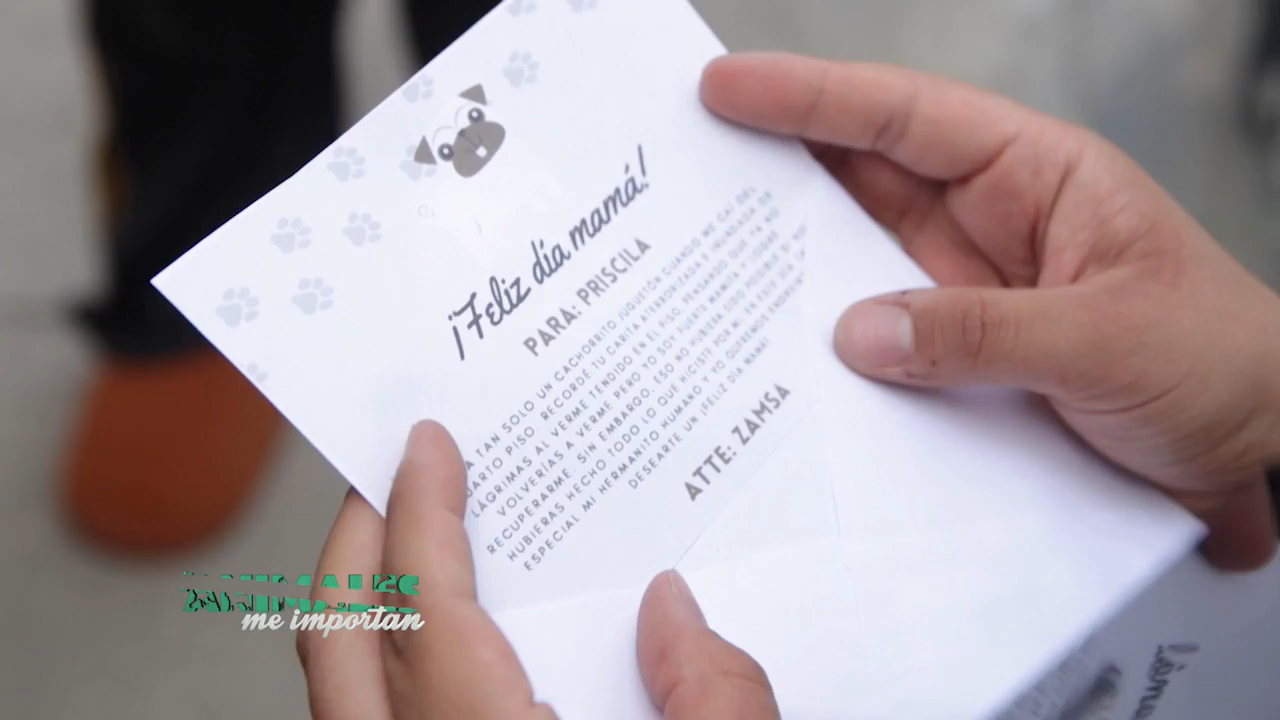 ¡Feliz día mamá!
PARA: PRISCILA
A TAN SOLO UN CACHORRITO JUGUETÓN CUANDO ME CAÍ DEL
UARTO PISO. RECORDÉ TU CARITA ATERRORIZADA E INUNDADA DE
LÁGRIMAS AL VERME TENDIDO EN EL PISO, PENSANDO QUE YA NO
VOLVERÍAS A VERME PERO YO SOY FUERTE MAMITA Y LOGRÉ
RECUPERARME. SIN EMBARGO, ESO NO HUBIERA SIDO POSIBLE SI NO
HUBIERAS HECHO TODO LO QUE HICISTE POR MI. EN ESTE DÍA
ESPECIAL MI HERMANITO HUMANO Y YO QUEREMOS
DESEARTE UN ¡FELIZ DÍA MAMÁ!
ATTE: ZAMSA
ANIMALES
me importan